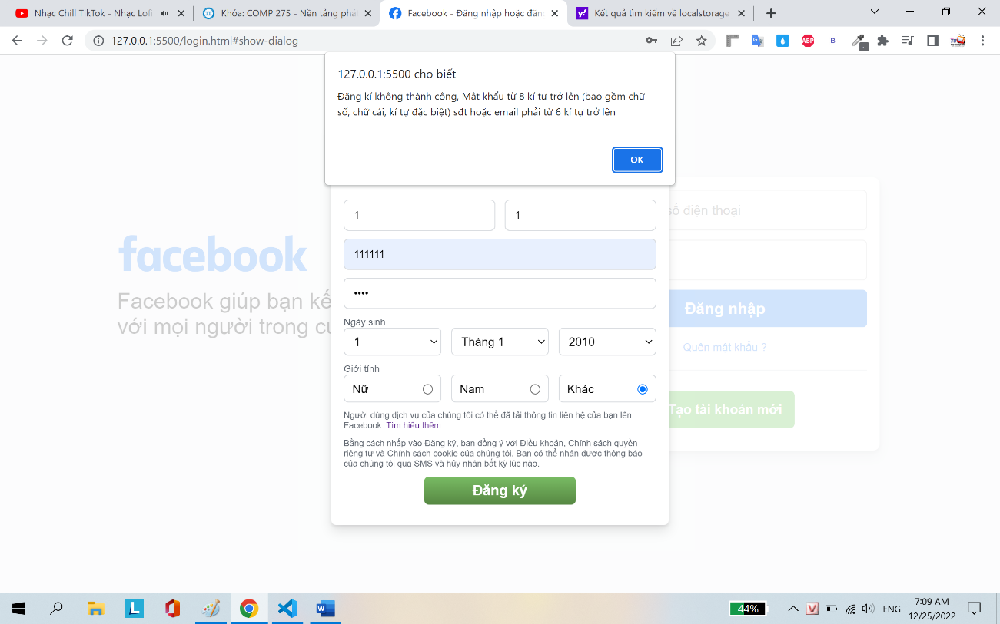 Nhạc Chill TikTok - Nhạc Lofi
Khóa: COMP 275 - Nền tảng phát
Facebook - Đăng nhập hoặc đăn
Kết quả tìm kiếm về localstorage
127.0.0.1:5500/login.html#show-dialog
ABP
B
127.0.0.1:5500 cho biết
Đăng kí không thành công, Mật khẩu từ 8 kí tự trớ lên (bao gồm chữ
số, chữ cái, kí tự đặc biệt) sđt hoặc email phải từ 6 kí tự trở lên
OK
1 1
số điện thoại
111111
facebook
••••
Facebook giúp bạn kế
với mọi người trong cu
Đăng nhập
Ngày sinh
1 Tháng 1 2010
Quên mật khẩu ?
Giới tính
Nữ Nam Khác
Tạo tài khoản mới
Người dùng dịch vụ của chúng tôi có thể đã tải thông tin liên hệ của bạn lên
Facebook. Tìm hiểu thêm.
Bằng cách nhấp vào Đăng ký, bạn đồng ý với Điều khoản, Chính sách quyền
riêng tư và Chính sách cookie của chúng tôi. Bạn có thể nhận được thông báo
của chúng tôi qua SMS và hủy nhận bất kỳ lúc nào.
Đăng ký
44%
ENG
7:09 AM
12/25/2022